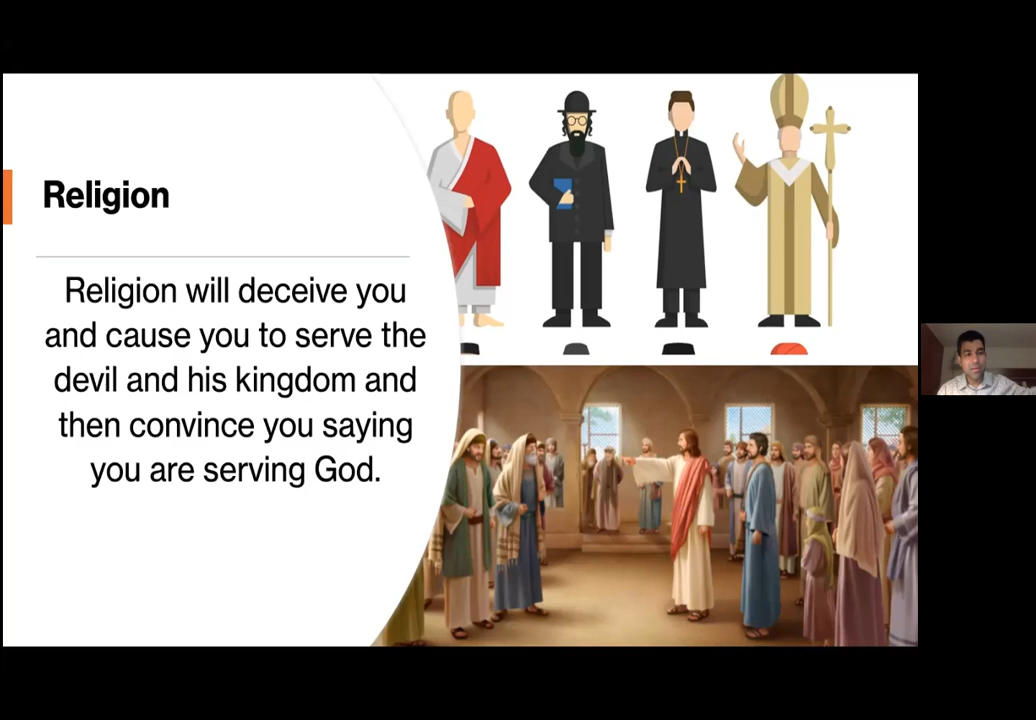 Religion
Religion will deceive you
and cause you to serve the
devil and his kingdom and
then convince you saying
you are serving God.